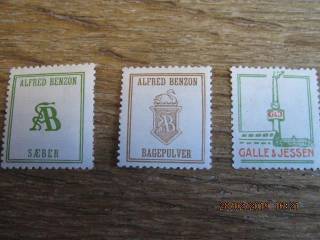 ALFRED BENZON
AB
SÆBER
ALFRED BENZON
AB
BAGEPULVER
GALLE & JESSEN